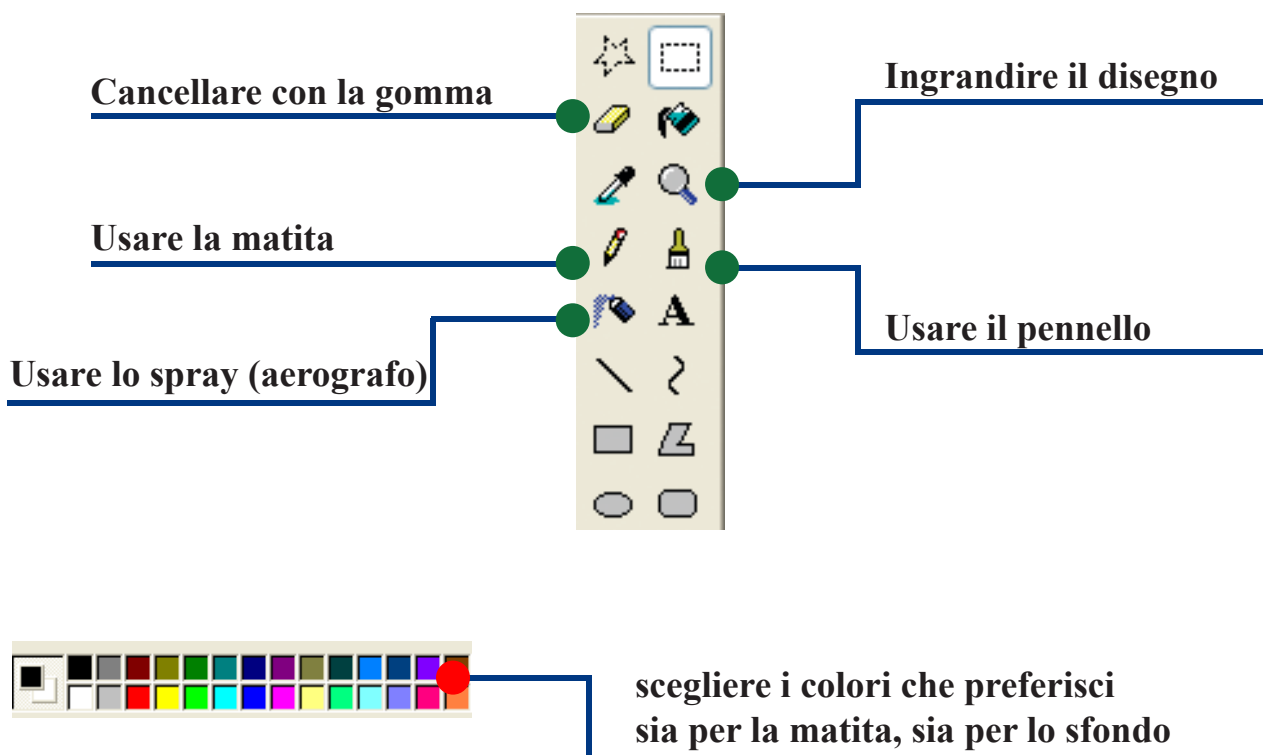 Cancellare con la gomma
Ingrandire il disegno
Usare la matita
A
Usare il pennello
Usare lo spray (aerografo)
scegliere i colori che preferisci
sia per la matita, sia per lo sfondo